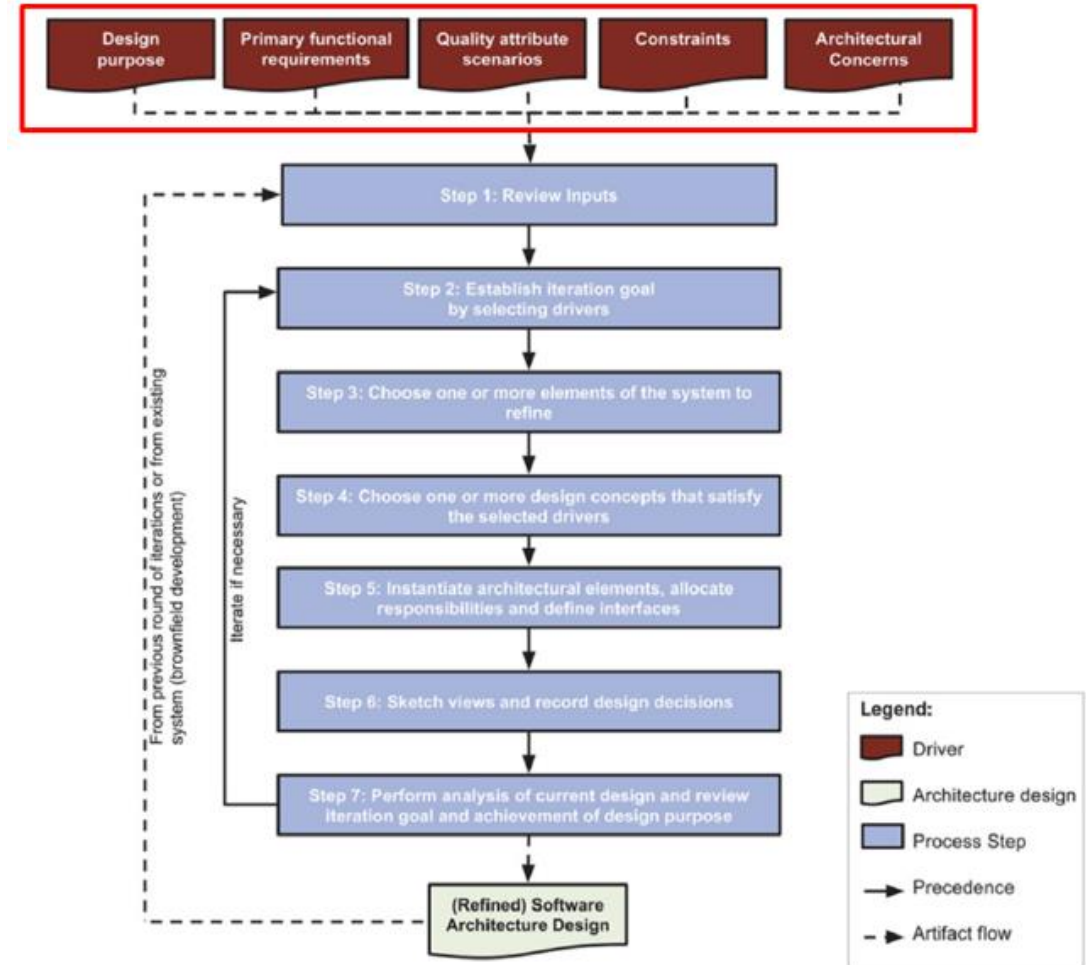 Design
purpose
Primary functional
requirements
Quality attribute
scenarios
Constraints
Architectural
Concerns
Step 1: Review Inputs
Step 2: Establish iteration goal
by selecting drivers
Step 3: Choose one or more elements of the system to
refine
Step 4: Choose one or more design concepts that satisfy
the selected drivers
Step 5: Instantiate architectural elements, allocate
responsibilities and define interfaces
Step 6: Sketch views and record design decisions
Step 7: Perform analysis of current design and review
iteration goal and achievement of design purpose
From previous round of iterations or from existing
system (brownfield development)
Iterate if necessary
(Refined) Software
Architecture Design
Legend:
Driver
Architecture design
Process Step
Precedence
Artifact flow